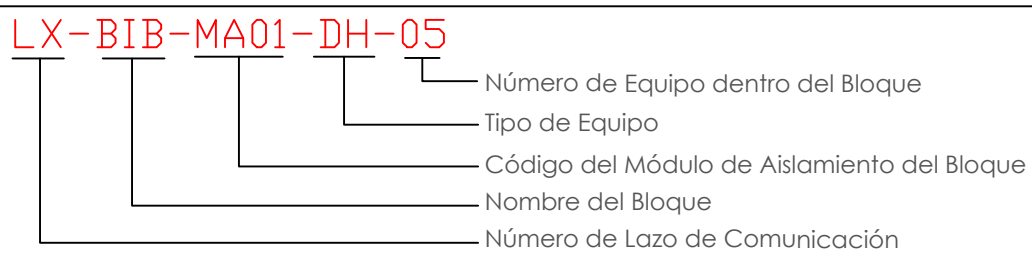 LX-BIB-MA01-DH-05
Número de Equipo dentro del Bloque
Tipo de Equipo
Código del Módulo de Aislamiento del Bloque
Nombre del Bloque
Número de Lazo de Comunicación